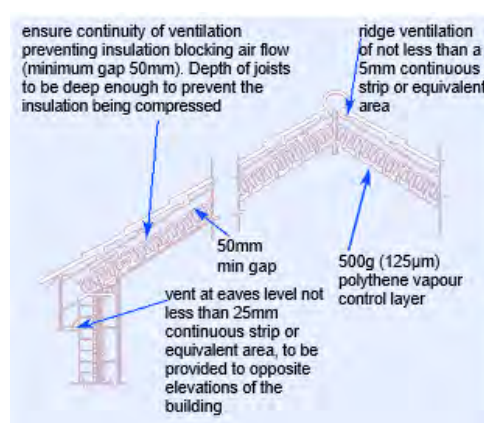 ensure continuity of ventilation
preventing insulation blocking air flow
(minimum gap 50mm). Depth of joists
to be deep enough to prevent the
insulation being compressed
ridge ventilation
of not less than a
5mm continuous
strip or equivalent
area
50mm
min gap
500g (125µm)
polythene vapour
control layer
vent at eaves level not
less than 25mm
continuous strip or
equivalent area, to be
provided to opposite
elevations of the
building